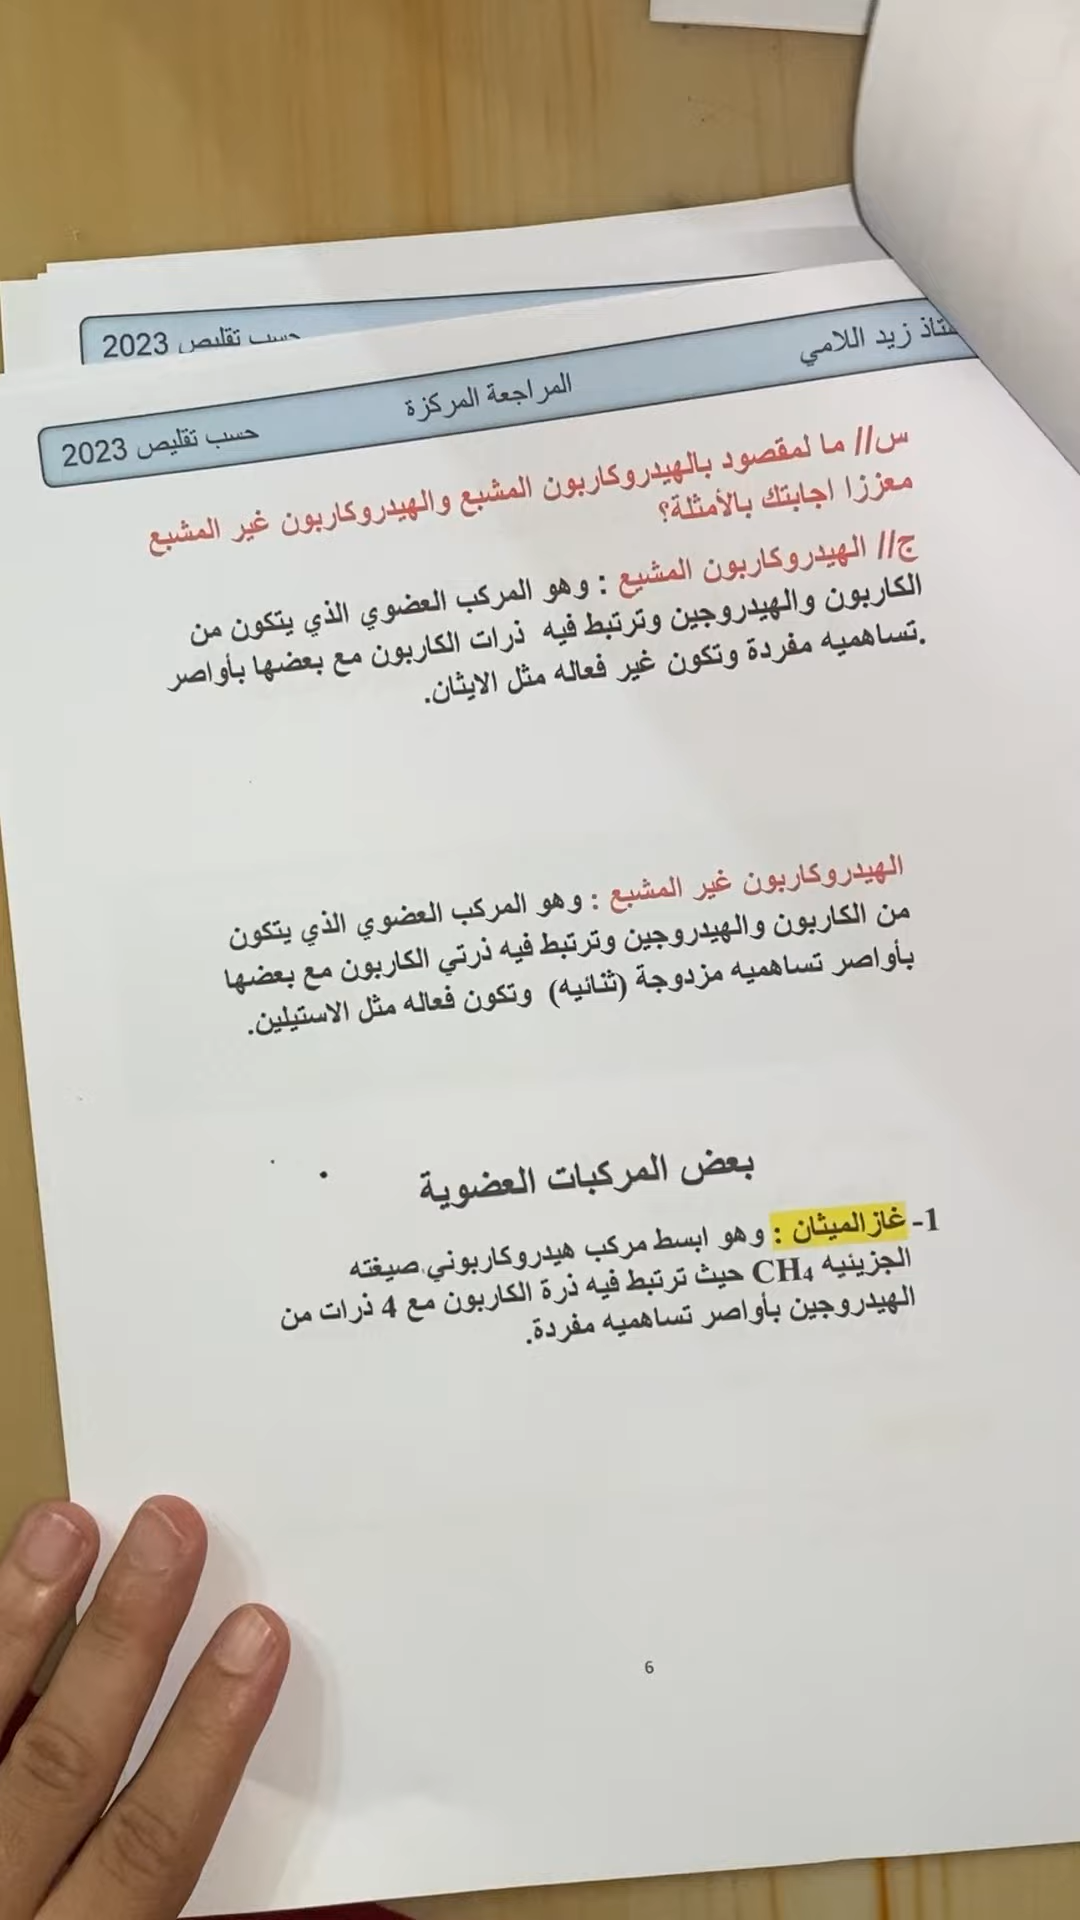 حسب تقليص 2023
زيد اللامي
المراجعة المركزة
حسب تقليص 2023
س// ما لمقصود بالهيدروكاربون المشبع والهيدروكاربون غير المشبع
معززا اجابتك بالأمثلة؟
ج// الهيدروكاربون المشبع : وهو المركب العضوي الذي يتكون من
الكاربون والهيدروجين وترتبط فيه ذرات الكاربون مع بعضها بأواصر
.تساهميه مفردة وتكون غير فعاله مثل الايثان.
الهيدروكاربون غير المشبع : وهو المركب العضوي الذي يتكون
من الكاربون والهيدروجين وترتبط فيه ذرتي الكاربون مع بعضها
بأواصر تساهميه مزدوجة (ثنائيه) وتكون فعاله مثل الاستيلين.
بعض المركبات العضوية
1- غاز الميثان : وهو ابسط مركب هيدروكاربوني صيغته
الجزيئيه CH₄ حيث ترتبط فيه ذرة الكاربون مع 4 ذرات من
الهيدروجين بأواصر تساهميه مفردة.
6